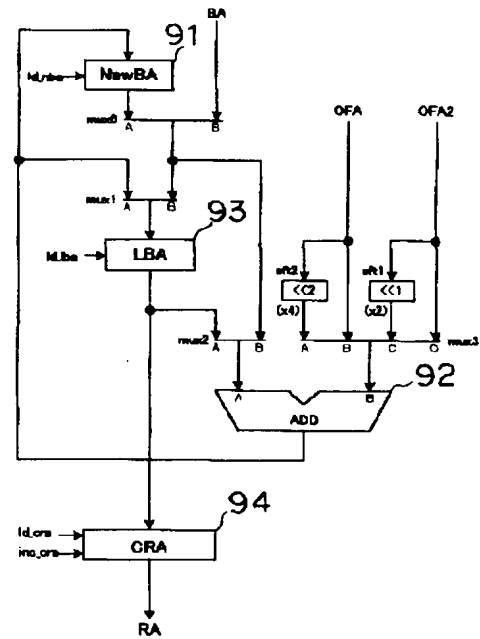 BA
91
ld_nba
NewBA
mux0
A
B
OFA
OFA2
mux1
A
B
93
ld_lba
LBA
sft2
<<2
(x4)
sft1
<<1
(x2)
mux2
A
B
A
B
C
D
mux3
92
A
B
ADD
94
ld_cra
inc_cra
CRA
RA